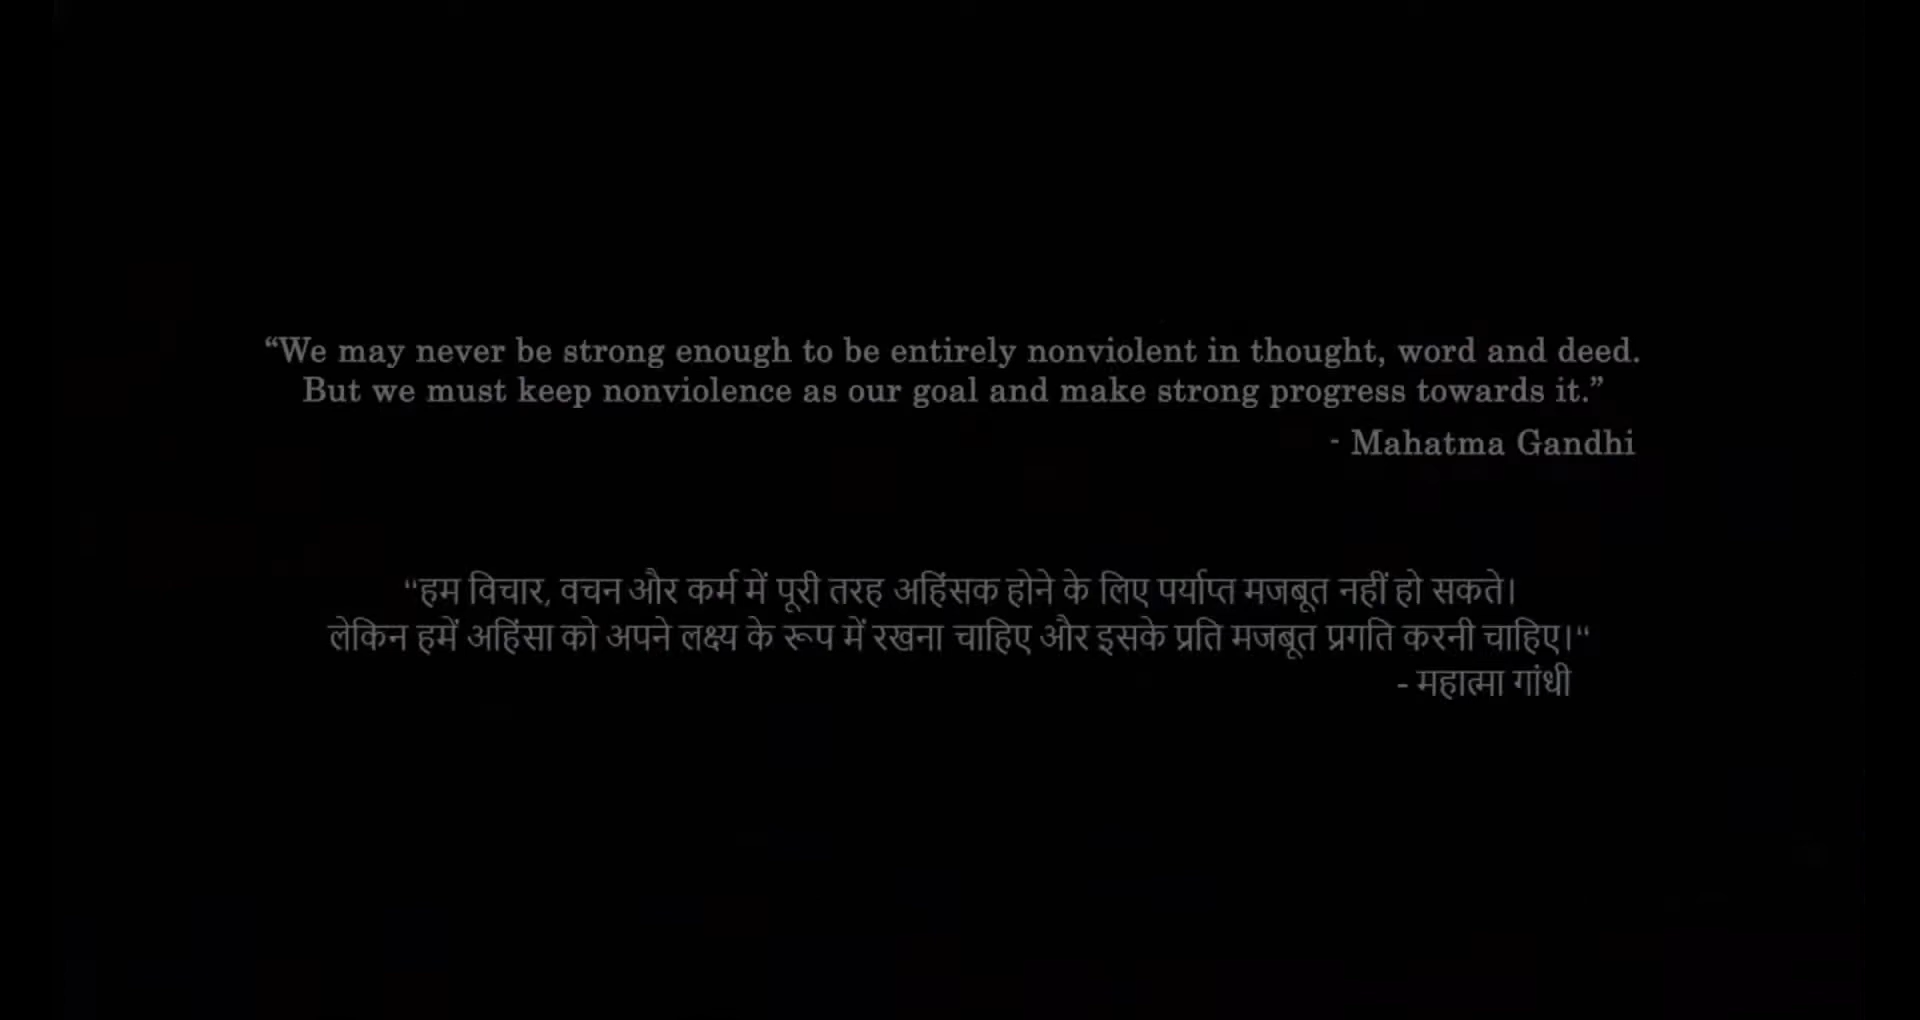 “We may never be strong enough to be entirely nonviolent in thought, word and deed.
But we must keep nonviolence as our goal and make strong progress towards it.”
- Mahatma Gandhi
"हम विचार, वचन और कर्म में पूरी तरह अहिंसक होने के लिए पर्याप्त मजबूत नहीं हो सकते।
लेकिन हमें अहिंसा को अपने लक्ष्य के रूप में रखना चाहिए और इसके प्रति मजबूत प्रगति करनी चाहिए।"
- महात्मा गांधी